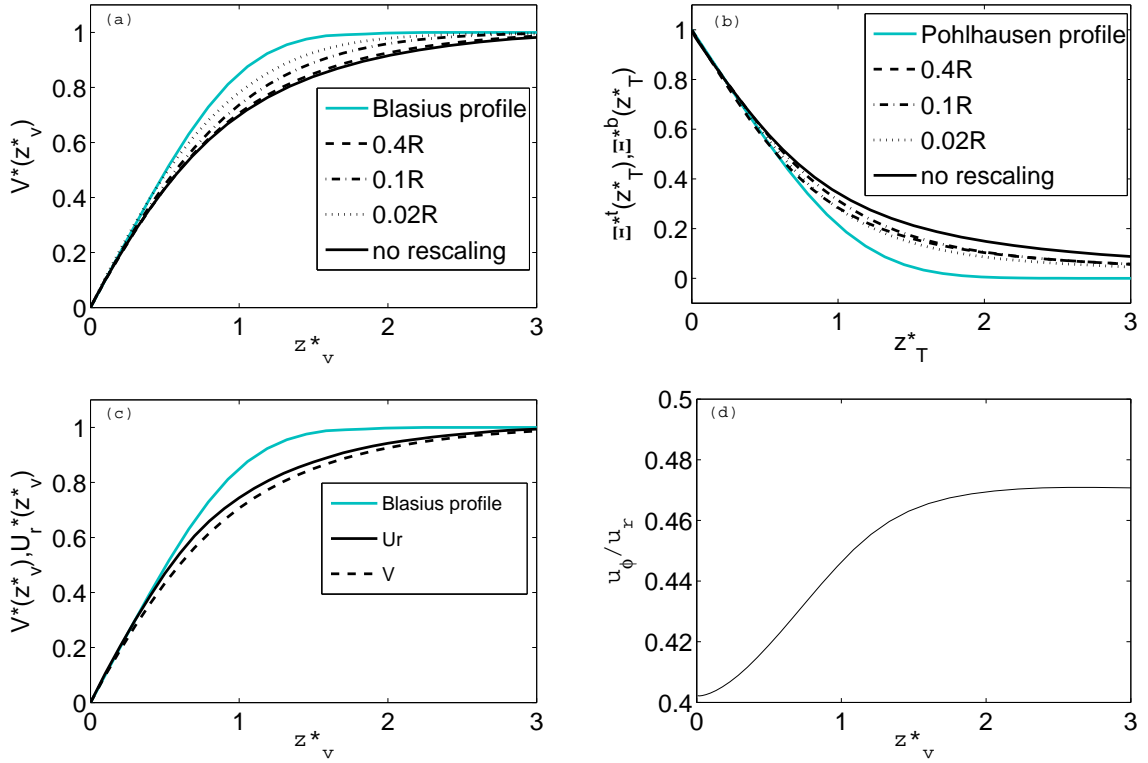 (a)
V*(z*v)
1
0.8
0.6
0.4
0.2
0
0
1
2
3
z*v
Blasius profile
0.4R
0.1R
0.02R
no rescaling
(b)
Ξ*t(z*T),Ξ*b(z*T)
1
0.8
0.6
0.4
0.2
0
0
1
2
3
z*T
Pohlhausen profile
0.4R
0.1R
0.02R
no rescaling
(c)
V*(z*v),Ur*(z*v)
1
0.8
0.6
0.4
0.2
0
0
1
2
3
z*v
Blasius profile
Ur
V
(d)
uϕ/ur
0.5
0.48
0.46
0.44
0.42
0.4
0
1
2
3
z*v